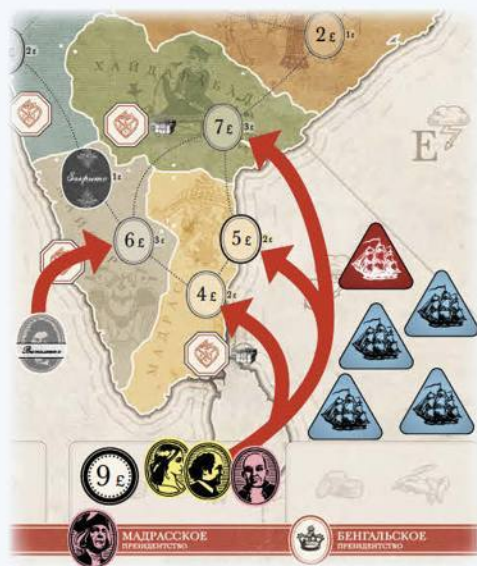 2£
1£
ХАЙДАРАБАД
7£
3£
Закрыто
1£
E
6£
3£
5£
2£
4£
2£
МАДРАС
Выполнено
9£
МАДРАССКОЕ
ПРЕЗИДЕНТСТВО
БЕНГАЛЬСКОЕ
ПРЕЗИДЕНТСТВО